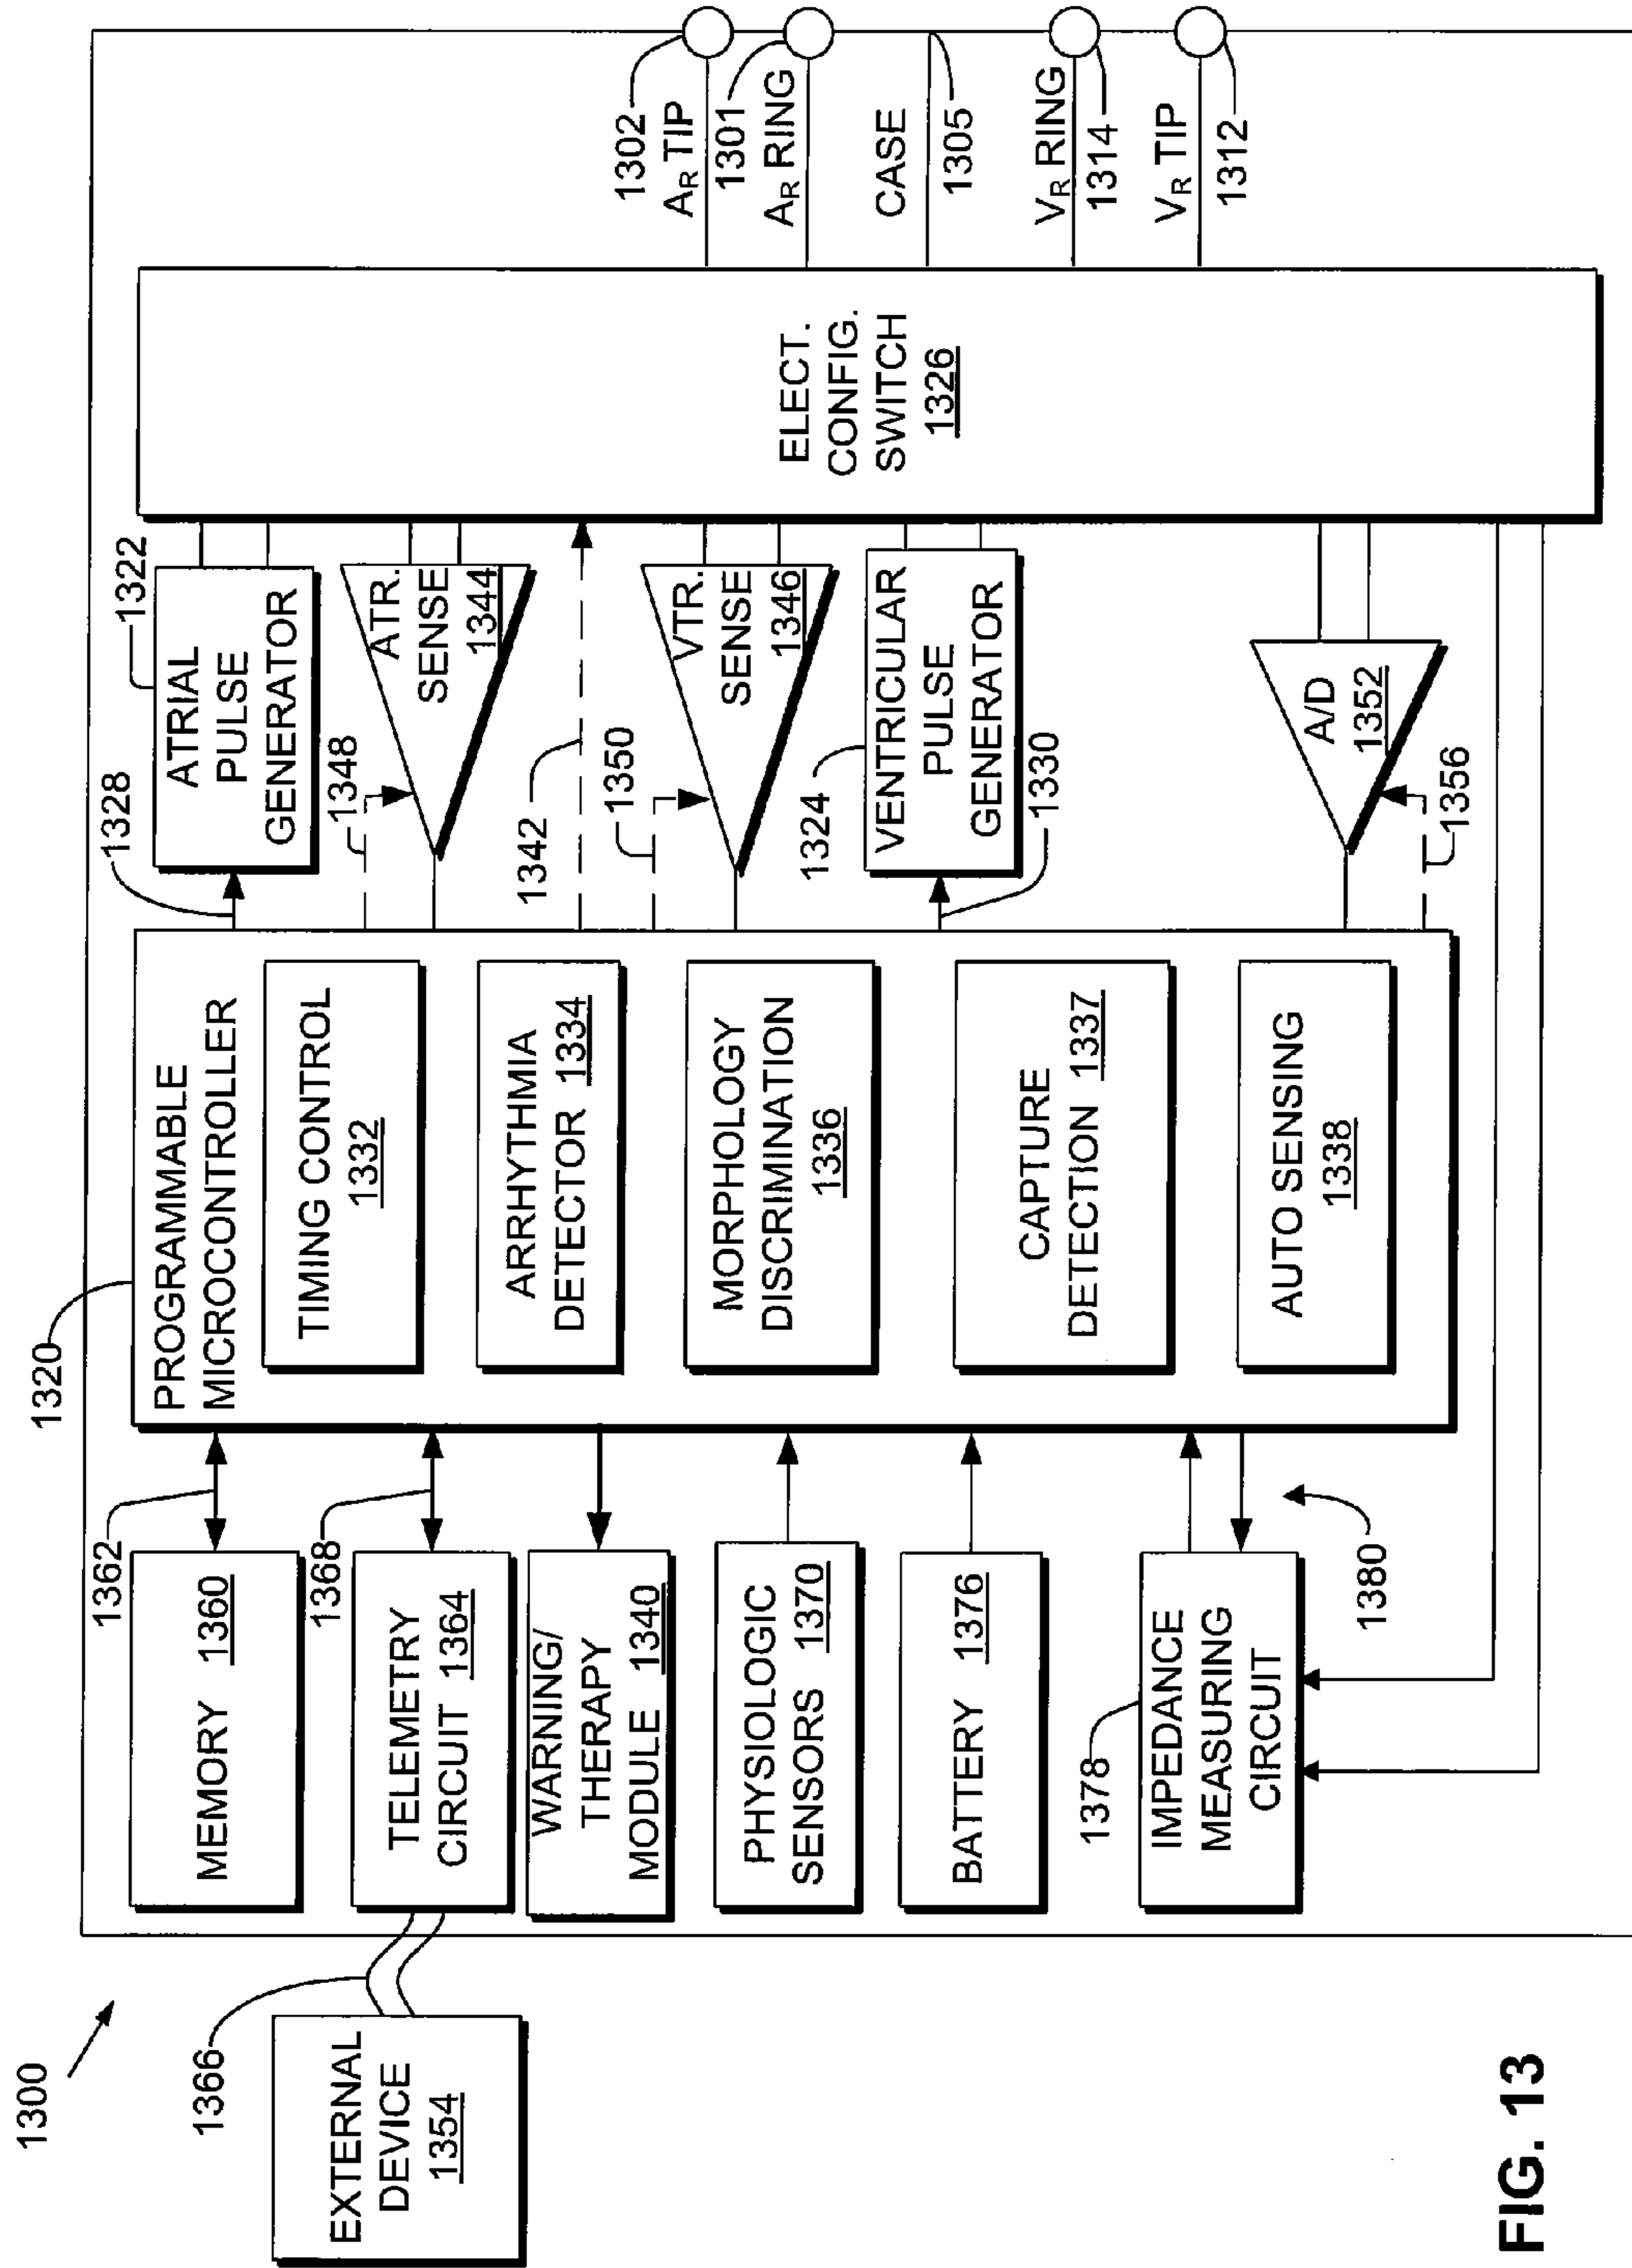 1300
EXTERNAL
DEVICE
1354
1366
1320
1362
MEMORY 1360
1368
TELEMETRY
CIRCUIT 1364
WARNING/
THERAPY
MODULE 1340
PHYSIOLOGIC
SENSORS 1370
BATTERY 1376
1378
IMPEDANCE
MEASURING
CIRCUIT
1380
PROGRAMMABLE
MICROCONTROLLER
TIMING CONTROL
1332
ARRHYTHMIA
DETECTOR 1334
MORPHOLOGY
DISCRIMINATION
1336
CAPTURE
DETECTION 1337
AUTO SENSING
1338
1328
1322
ATRIAL
PULSE
GENERATOR
1348
ATR.
SENSE
1344
1342
1350
VTR.
SENSE
1346
1324
VENTRICULAR
PULSE
GENERATOR
1330
A/D
1352
1356
ELECT.
CONFIG.
SWITCH
1326
1302
AR TIP
1301
AR RING
CASE
1305
VR RING
1314
VR TIP
1312
FIG. 13